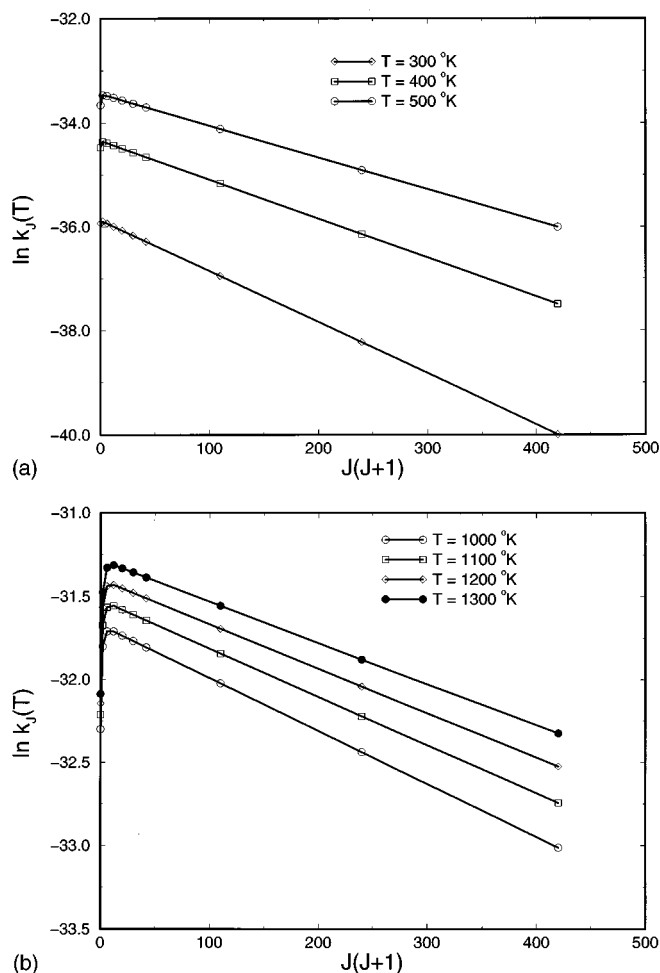 -32.0
T = 300 °K
T = 400 °K
T = 500 °K
-34.0
-36.0
-38.0
-40.0
ln k_J(T)
0 100 200 300 400 500
J(J+1)
(a)
-31.0
T = 1000 °K
T = 1100 °K
T = 1200 °K
T = 1300 °K
-31.5
-32.0
-32.5
-33.0
-33.5
ln k_J(T)
0 100 200 300 400 500
J(J+1)
(b)